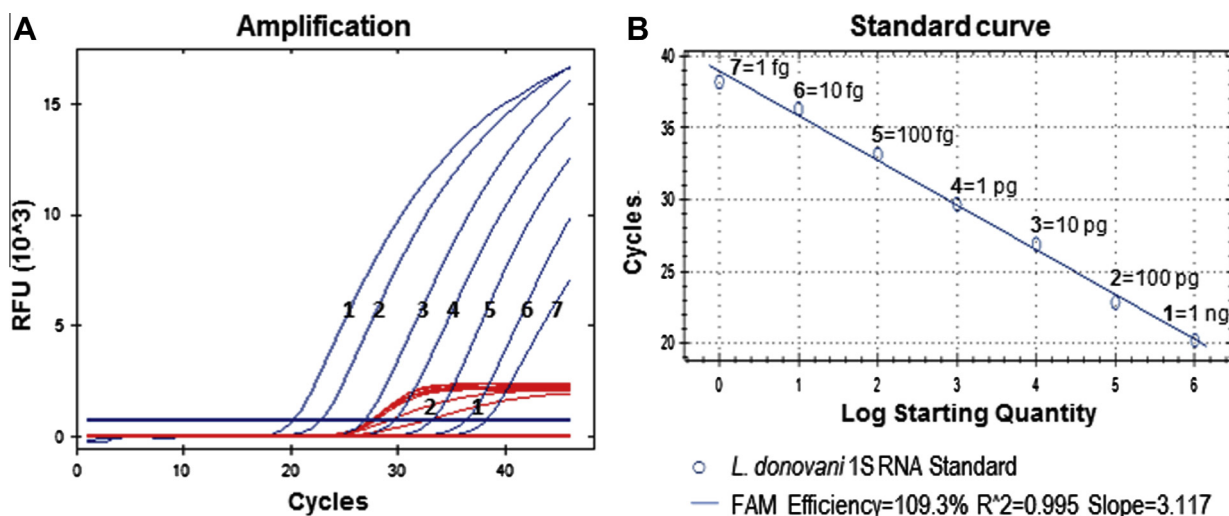 A
Amplification
RFU (10^3)
15
10
5
0
1
2
3
4
5
6
7
2
1
0
10
20
30
40
Cycles
B
Standard curve
Cycles
40
35
30
25
20
7=1 fg
6=10 fg
5=100 fg
4=1 pg
3=10 pg
2=100 pg
1=1 ng
0
1
2
3
4
5
6
Log Starting Quantity
L. donovani 1S RNA Standard
FAM Efficiency=109.3% R^2=0.995 Slope=3.117